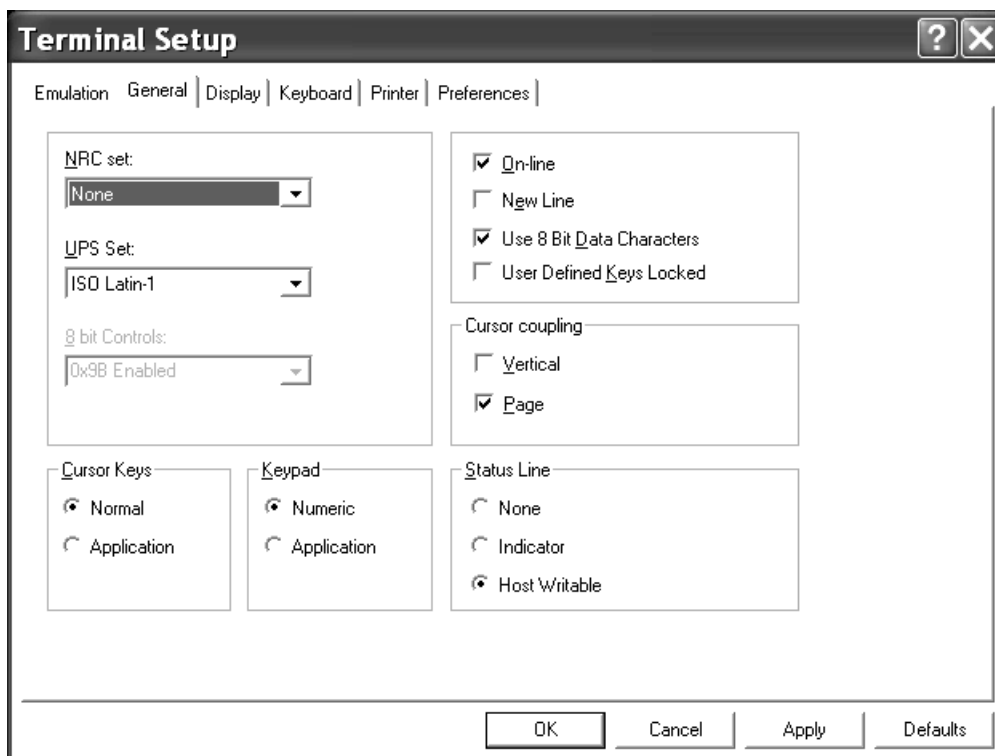 Terminal Setup
Emulation General Display Keyboard Printer Preferences
NRC set:
None
UPS Set:
ISO Latin-1
8 bit Controls:
0x9B Enabled
On-line
New Line
Use 8 Bit Data Characters
User Defined Keys Locked
Cursor coupling
Vertical
Page
Cursor Keys
Normal
Application
Keypad
Numeric
Application
Status Line
None
Indicator
Host Writable
OK Cancel Apply Defaults